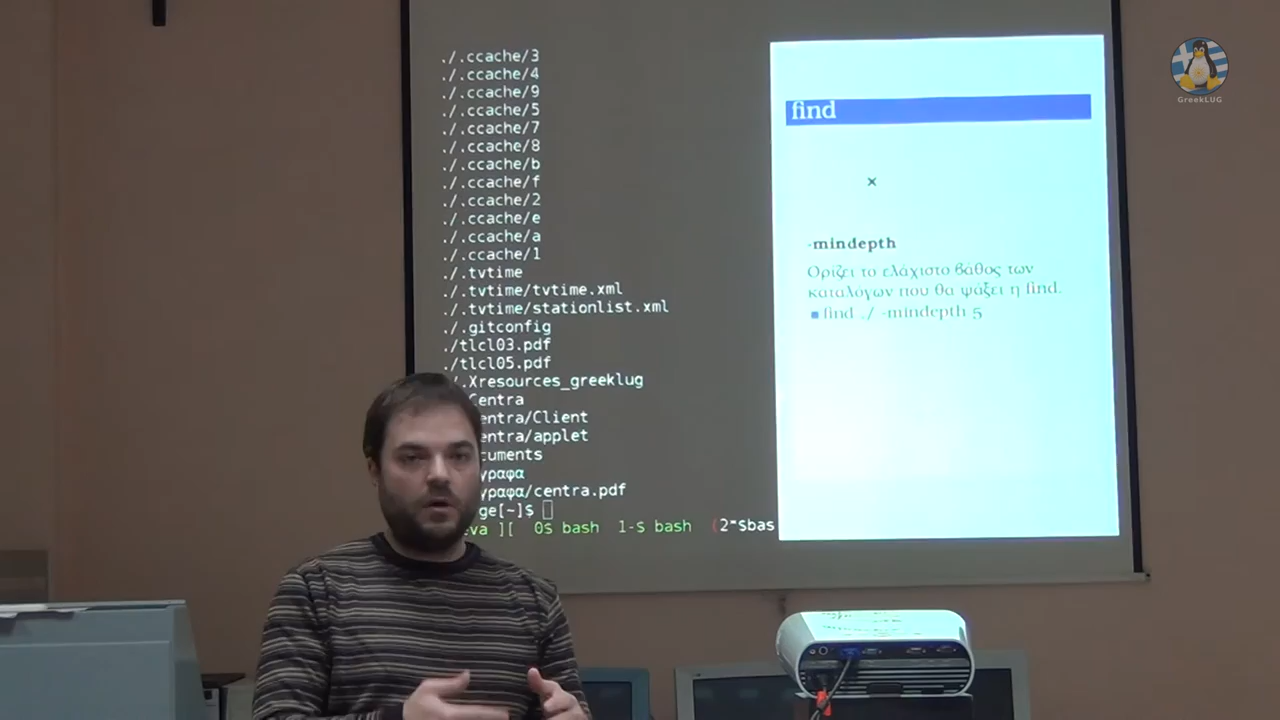 ./.ccache/3
./.ccache/4
./.ccache/9
./.ccache/5
./.ccache/7
./.ccache/8
./.ccache/b
./.ccache/f
./.ccache/2
./.ccache/e
./.ccache/a
./.ccache/1
./.tvtime
./.tvtime/tvtime.xml
./.tvtime/stationlist.xml
./.gitconfig
./tlcl03.pdf
./tlcl05.pdf
/.Xresources_greeklug
Centra
entra/Client
entra/applet
cuments
γραφα
γραφα/centra.pdf
ge[~]$
eva ][ 0$ bash 1-$ bash (2*$bas
find
×
-mindepth
Ορίζει το ελάχιστο βάθος των
καταλόγων που θα ψάξει η find.
find ./ -mindepth 5
GreekLUG